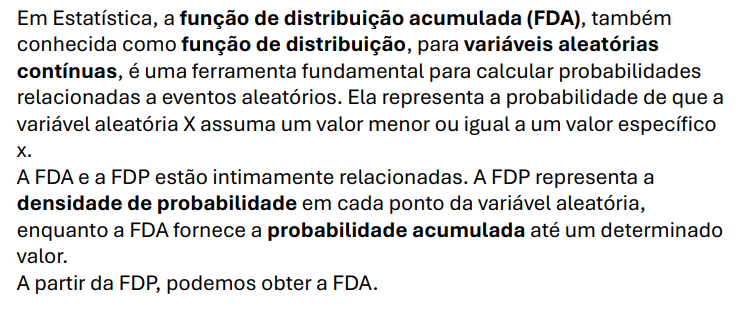 Em Estatística, a função de distribuição acumulada (FDA), também
conhecida como função de distribuição, para variáveis aleatórias
contínuas, é uma ferramenta fundamental para calcular probabilidades
relacionadas a eventos aleatórios. Ela representa a probabilidade de que a
variável aleatória X assuma um valor menor ou igual a um valor específico
x.
A FDA e a FDP estão intimamente relacionadas. A FDP representa a
densidade de probabilidade em cada ponto da variável aleatória,
enquanto a FDA fornece a probabilidade acumulada até um determinado
valor.
A partir da FDP, podemos obter a FDA.